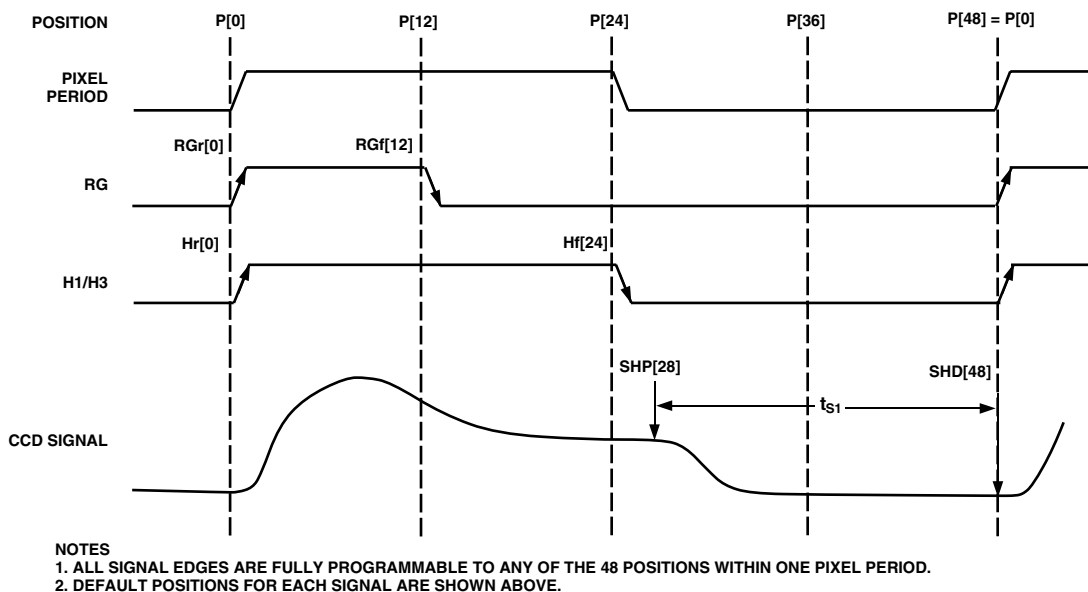 POSITION P[0] P[12] P[24] P[36] P[48] = P[0]
PIXEL
PERIOD
RGr[0] RGf[12]
RG
Hr[0] Hf[24]
H1/H3
SHP[28] SHD[48]
tS1
CCD SIGNAL
NOTES
1. ALL SIGNAL EDGES ARE FULLY PROGRAMMABLE TO ANY OF THE 48 POSITIONS WITHIN ONE PIXEL PERIOD.
2. DEFAULT POSITIONS FOR EACH SIGNAL ARE SHOWN ABOVE.